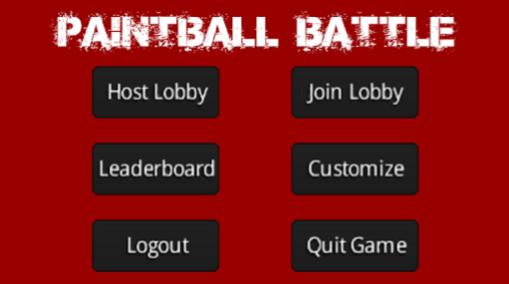 PAINTBALL BATTLE
Host Lobby
Join Lobby
Leaderboard
Customize
Logout
Quit Game